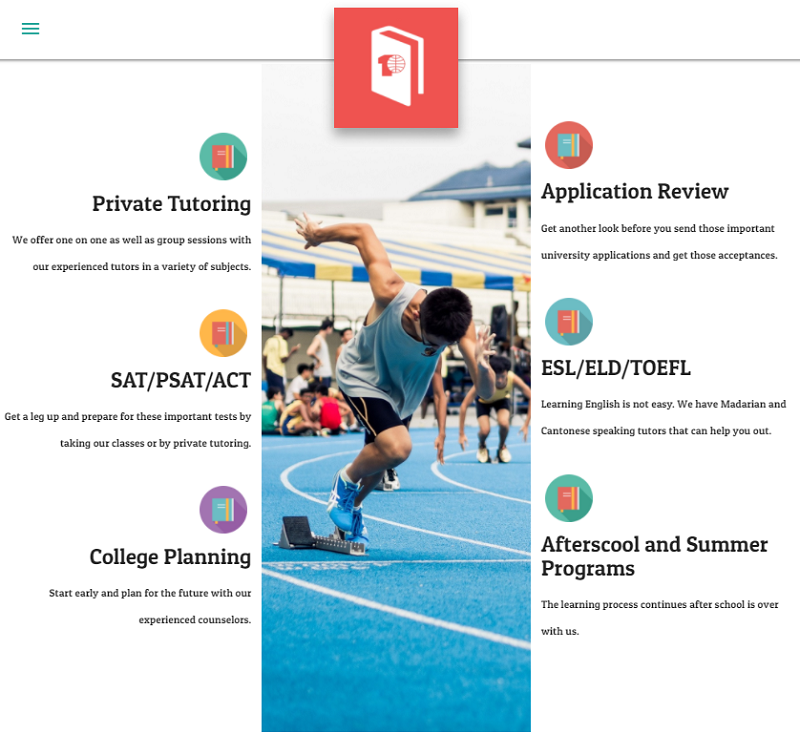 Private Tutoring
We offer one on one as well as group sessions with
our experienced tutors in a variety of subjects.
SAT/PSAT/ACT
Get a leg up and prepare for these important tests by
taking our classes or by private tutoring.
College Planning
Start early and plan for the future with our
experienced counselors.
1
Application Review
Get another look before you send those important
university applications and get those acceptances.
ESL/ELD/TOEFL
Learning English is not easy. We have Madarian and
Cantonese speaking tutors that can help you out.
Afterscool and Summer
Programs
The learning process continues after school is over
with us.